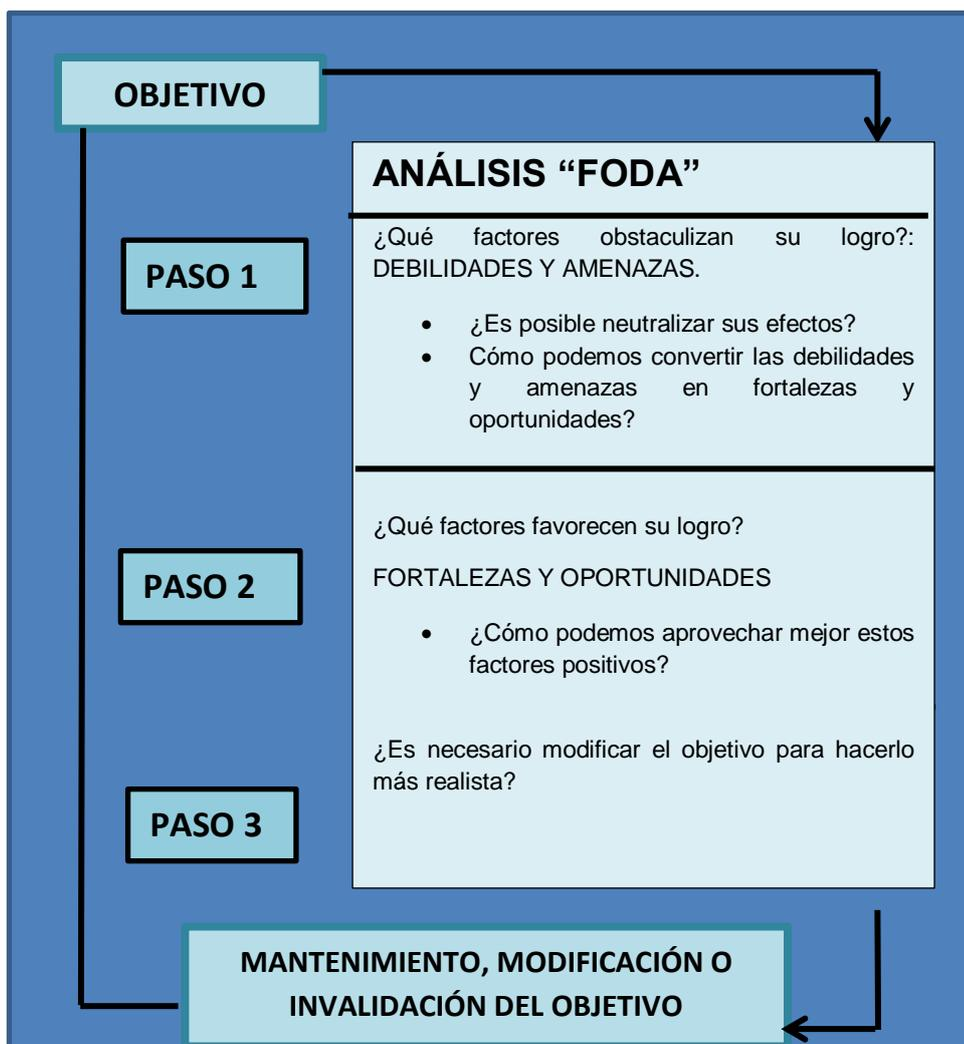 OBJETIVO
ANÁLISIS “FODA”
PASO 1
¿Qué factores obstaculizan su logro?:
DEBILIDADES Y AMENAZAS.
• ¿Es posible neutralizar sus efectos?
• Cómo podemos convertir las debilidades
y amenazas en fortalezas y
oportunidades?
PASO 2
¿Qué factores favorecen su logro?
FORTALEZAS Y OPORTUNIDADES
• ¿Cómo podemos aprovechar mejor estos
factores positivos?
PASO 3
¿Es necesario modificar el objetivo para hacerlo
más realista?
MANTENIMIENTO, MODIFICACIÓN O
INVALIDACIÓN DEL OBJETIVO